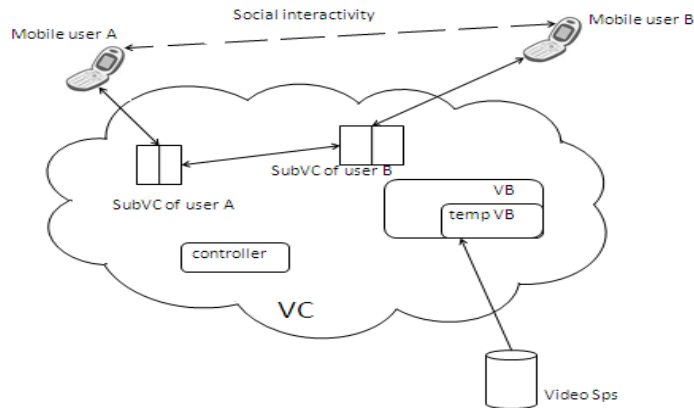 Social interactivity
Mobile user A
Mobile user B
SubVC of user B
SubVC of user A
VB
temp VB
controller
VC
Video Sps